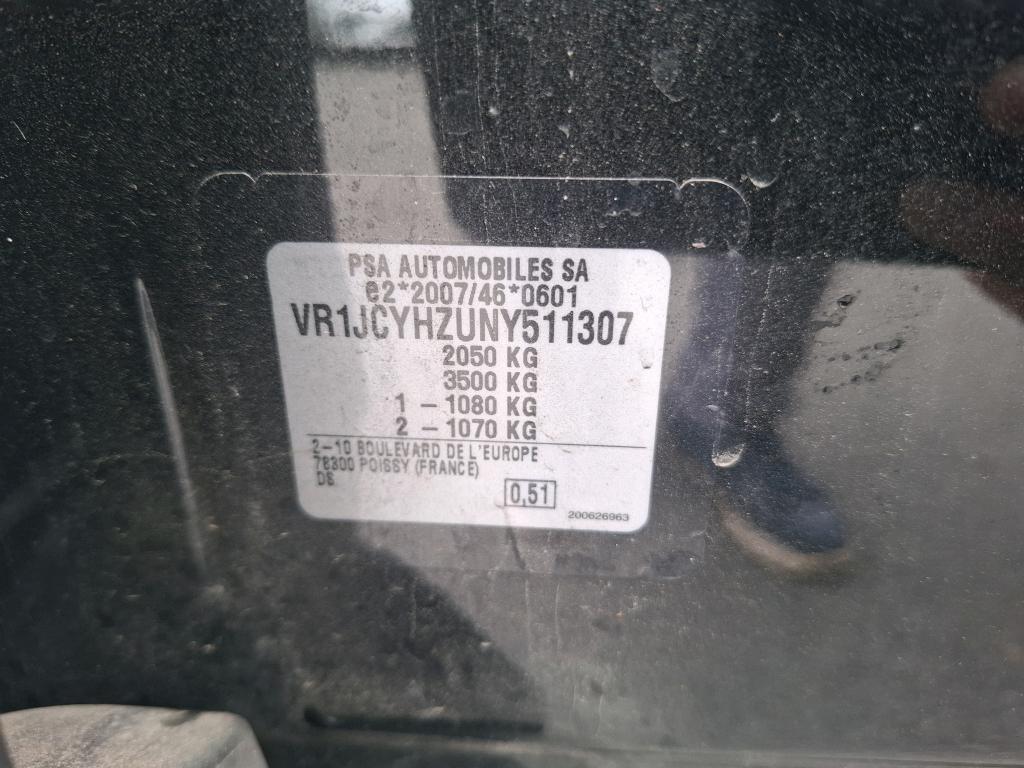 PSA AUTOMOBILES SA
e2*2007/46*0601
VR1JCYHZUNY511307
2050 KG
3500 KG
1 – 1080 KG
2 – 1070 KG
2–10 BOULEVARD DE L'EUROPE
78300 POISSY (FRANCE)
DS
0,51
200626963